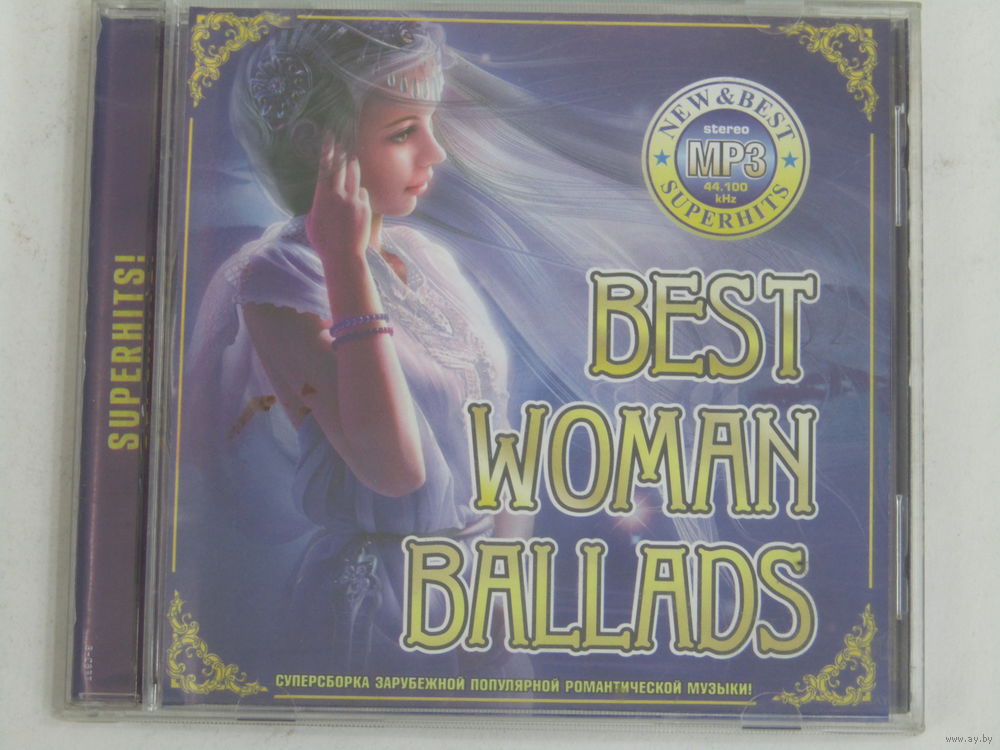 SUPERHITS!
NEW & BEST
stereo
MP3
44.100
kHz
SUPERHITS
BEST
WOMAN
BALLADS
СУПЕРСБОРКА ЗАРУБЕЖНОЙ ПОПУЛЯРНОЙ РОМАНТИЧЕСКОЙ МУЗЫКИ!
www.ay.by